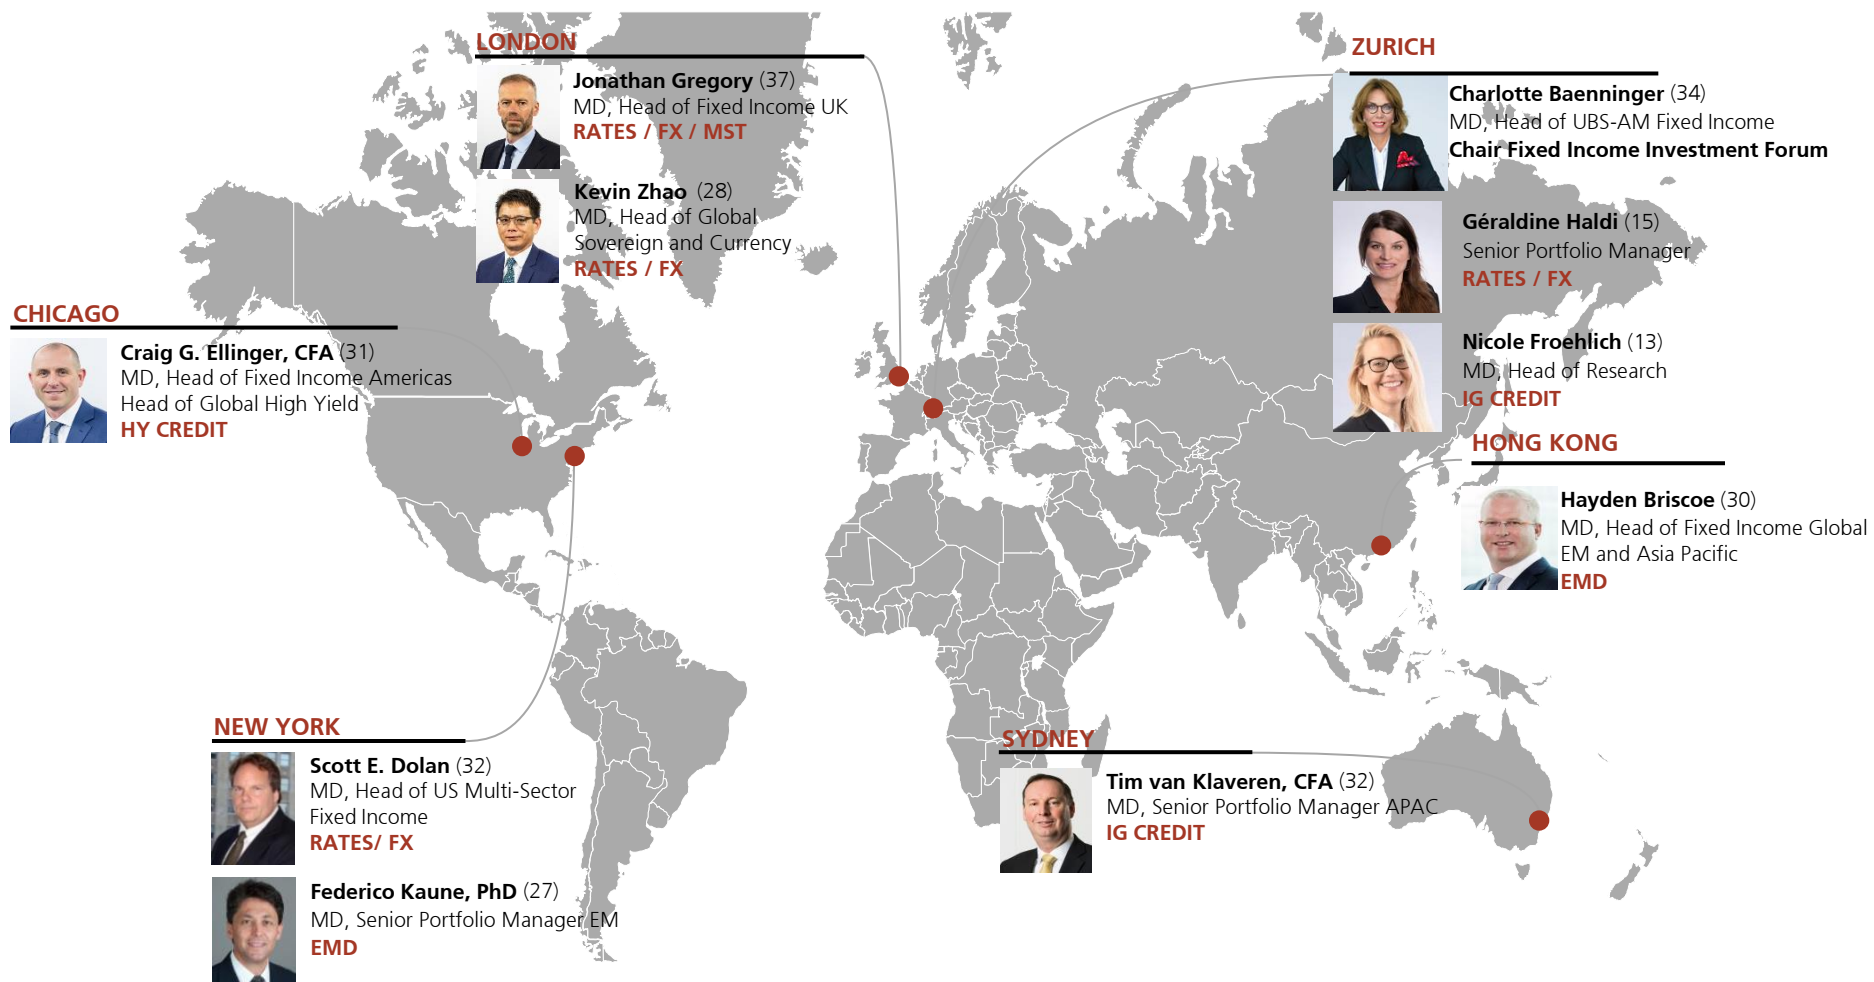 LONDON
Jonathan Gregory (37)
MD, Head of Fixed Income UK
RATES / FX / MST
Kevin Zhao (28)
MD, Head of Global
Sovereign and Currency
RATES / FX
ZURICH
Charlotte Baenninger (34)
MD, Head of UBS-AM Fixed Income
Chair Fixed Income Investment Forum
Géraldine Haldi (15)
Senior Portfolio Manager
RATES / FX
Nicole Froehlich (13)
MD, Head of Research
IG CREDIT
CHICAGO
Craig G. Ellinger, CFA (31)
MD, Head of Fixed Income Americas
Head of Global High Yield
HY CREDIT
HONG KONG
Hayden Briscoe (30)
MD, Head of Fixed Income Global
EM and Asia Pacific
EMD
NEW YORK
Scott E. Dolan (32)
MD, Head of US Multi-Sector
Fixed Income
RATES/ FX
Federico Kaune, PhD (27)
MD, Senior Portfolio Manager EM
EMD
SYDNEY
Tim van Klaveren, CFA (32)
MD, Senior Portfolio Manager APAC
IG CREDIT